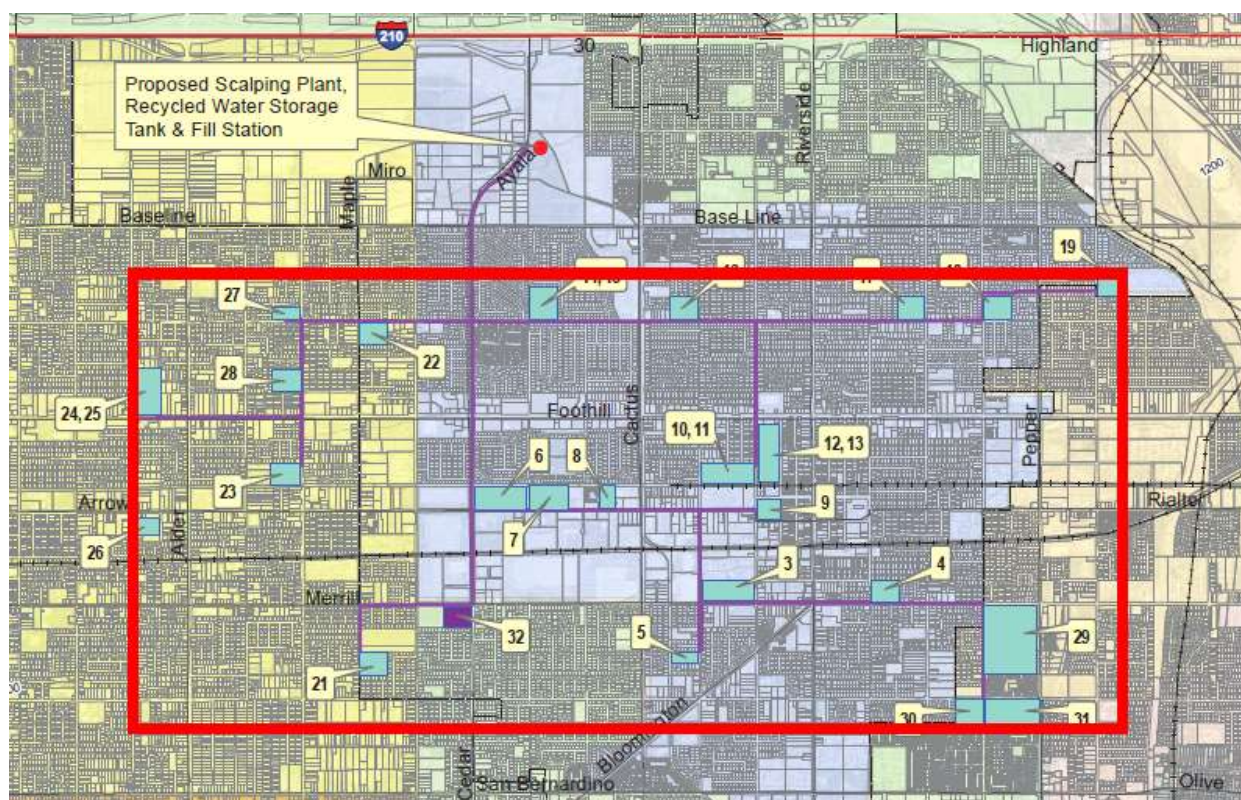 210
30
Highland
Proposed Scalping Plant,
Recycled Water Storage
Tank & Fill Station
Riverside
Ayala
Miro
Maple
1200
Baseline
Base Line
19
27
22
28
24, 25
Foothill
Cactus
10, 11
12, 13
Pepper
6
8
23
Arrow
Rialto
9
7
26
Alder
3
4
Merrill
32
5
29
21
30
31
Bloomington
Cedar
San Bernardino
Olive